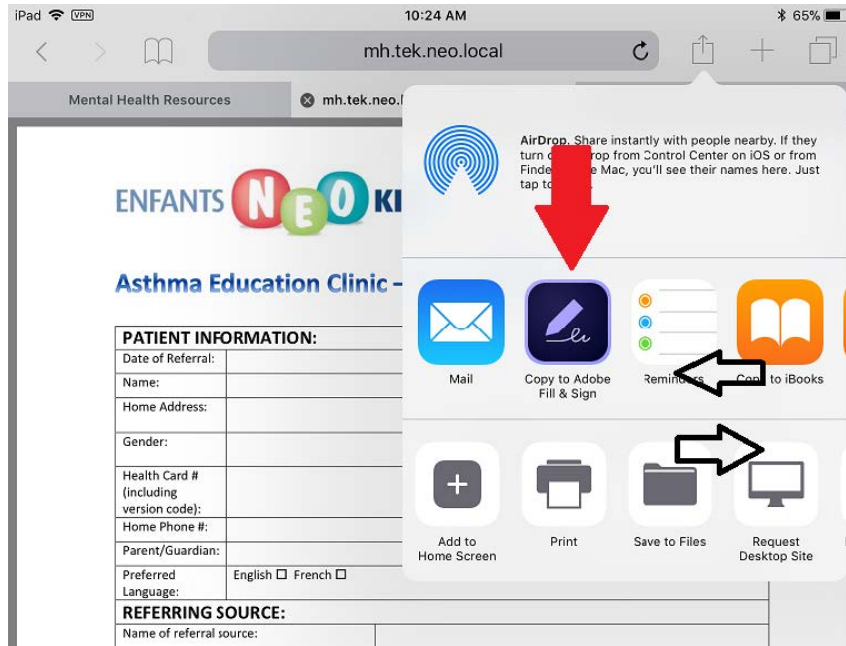 iPad VPN 10:24 AM 65%
mh.tek.neo.local
Mental Health Resources mh.tek.neo.l
AirDrop. Share instantly with people nearby. If they
turn rop from Control Center on iOS or from
Finde Mac, you'll see their names here. Just
tap to
ENFANTS NEO KI
Asthma Education Clinic –
Mail
Copy to Adobe
Fill & Sign
Reminders
Copy to iBooks
PATIENT INFORMATION:
Date of Referral:
Name:
Home Address:
Gender:
Health Card #
(including
version code):
Home Phone #:
Parent/Guardian:
Preferred
Language:
English ☐ French ☐
REFERRING SOURCE:
Name of referral source:
Add to
Home Screen
Print
Save to Files
Request
Desktop Site